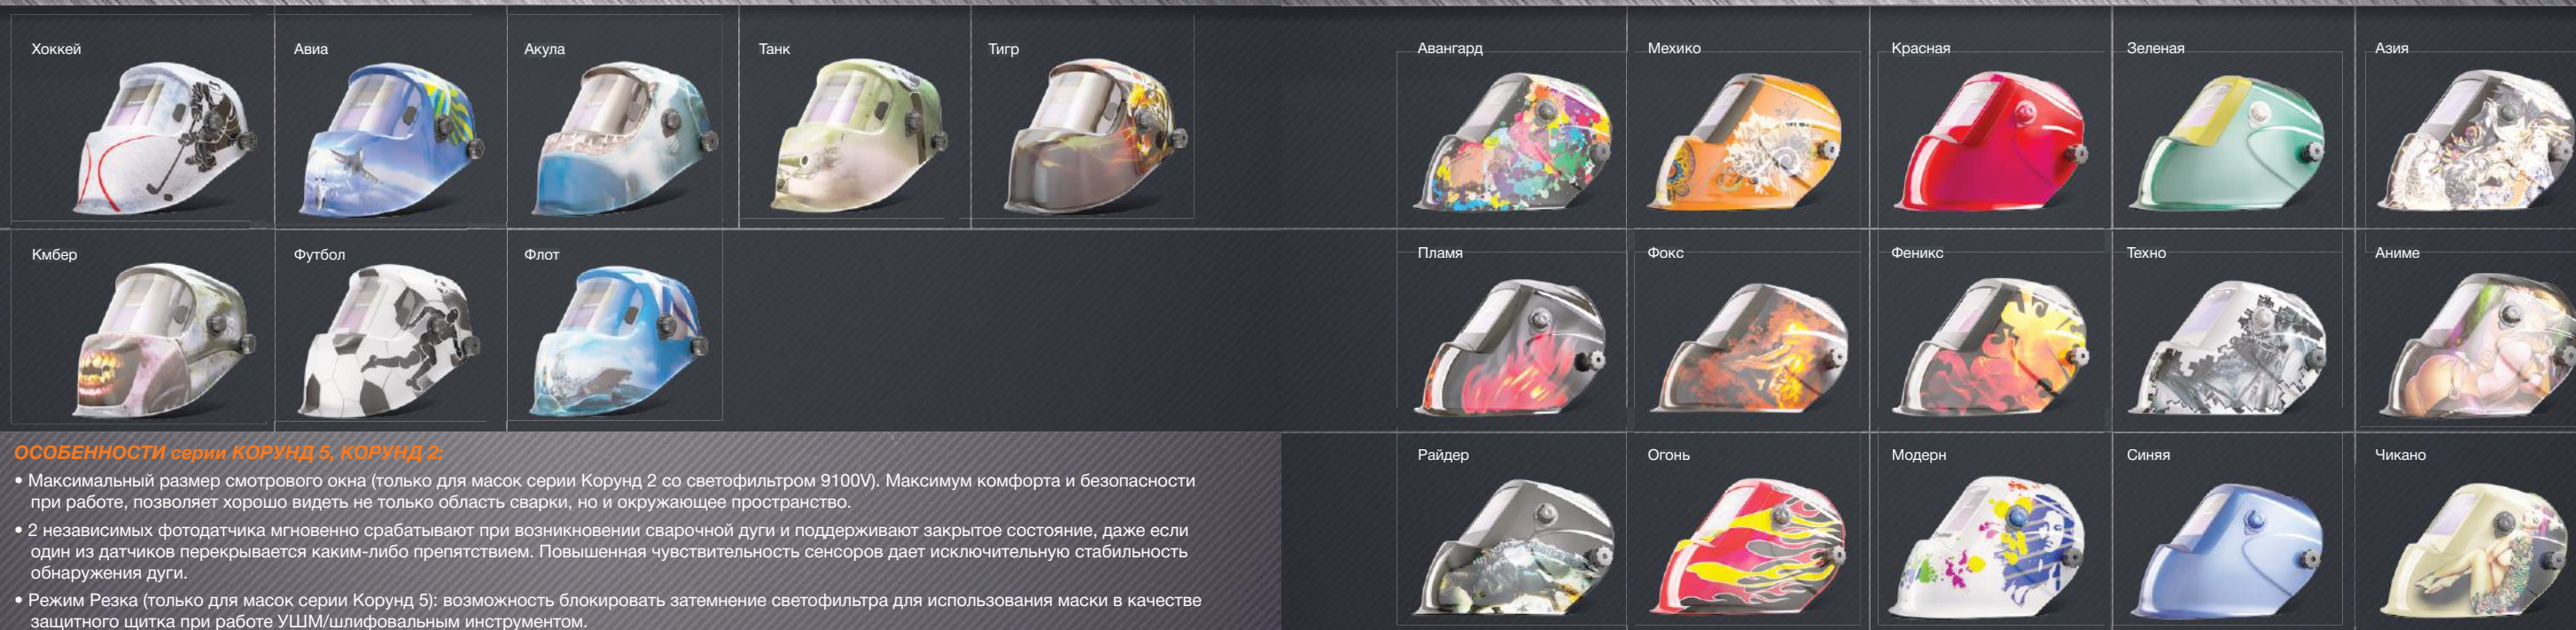 Хоккей
Авиа
Акула
Танк
Тигр
Кмбер
Футбол
Флот
ОСОБЕННОСТИ серии КОРУНД 5, КОРУНД 2:
• Максимальный размер смотрового окна (только для масок серии Корунд 2 со светофильтром 9100V). Максимум комфорта и безопасности
при работе, позволяет хорошо видеть не только область сварки, но и окружающее пространство.
• 2 независимых фотодатчика мгновенно срабатывают при возникновении сварочной дуги и поддерживают закрытое состояние, даже если
один из датчиков перекрывается каким-либо препятствием. Повышенная чувствительность сенсоров дает исключительную стабильность
обнаружения дуги.
• Режим Резка (только для масок серии Корунд 5): возможность блокировать затемнение светофильтра для использования маски в качестве
защитного щитка при работе УШМ/шлифовальным инструментом.
Авангард
Мехико
Красная
Зеленая
Азия
Пламя
Фокс
Феникс
Техно
Аниме
Райдер
Огонь
Модерн
Синяя
Чикано